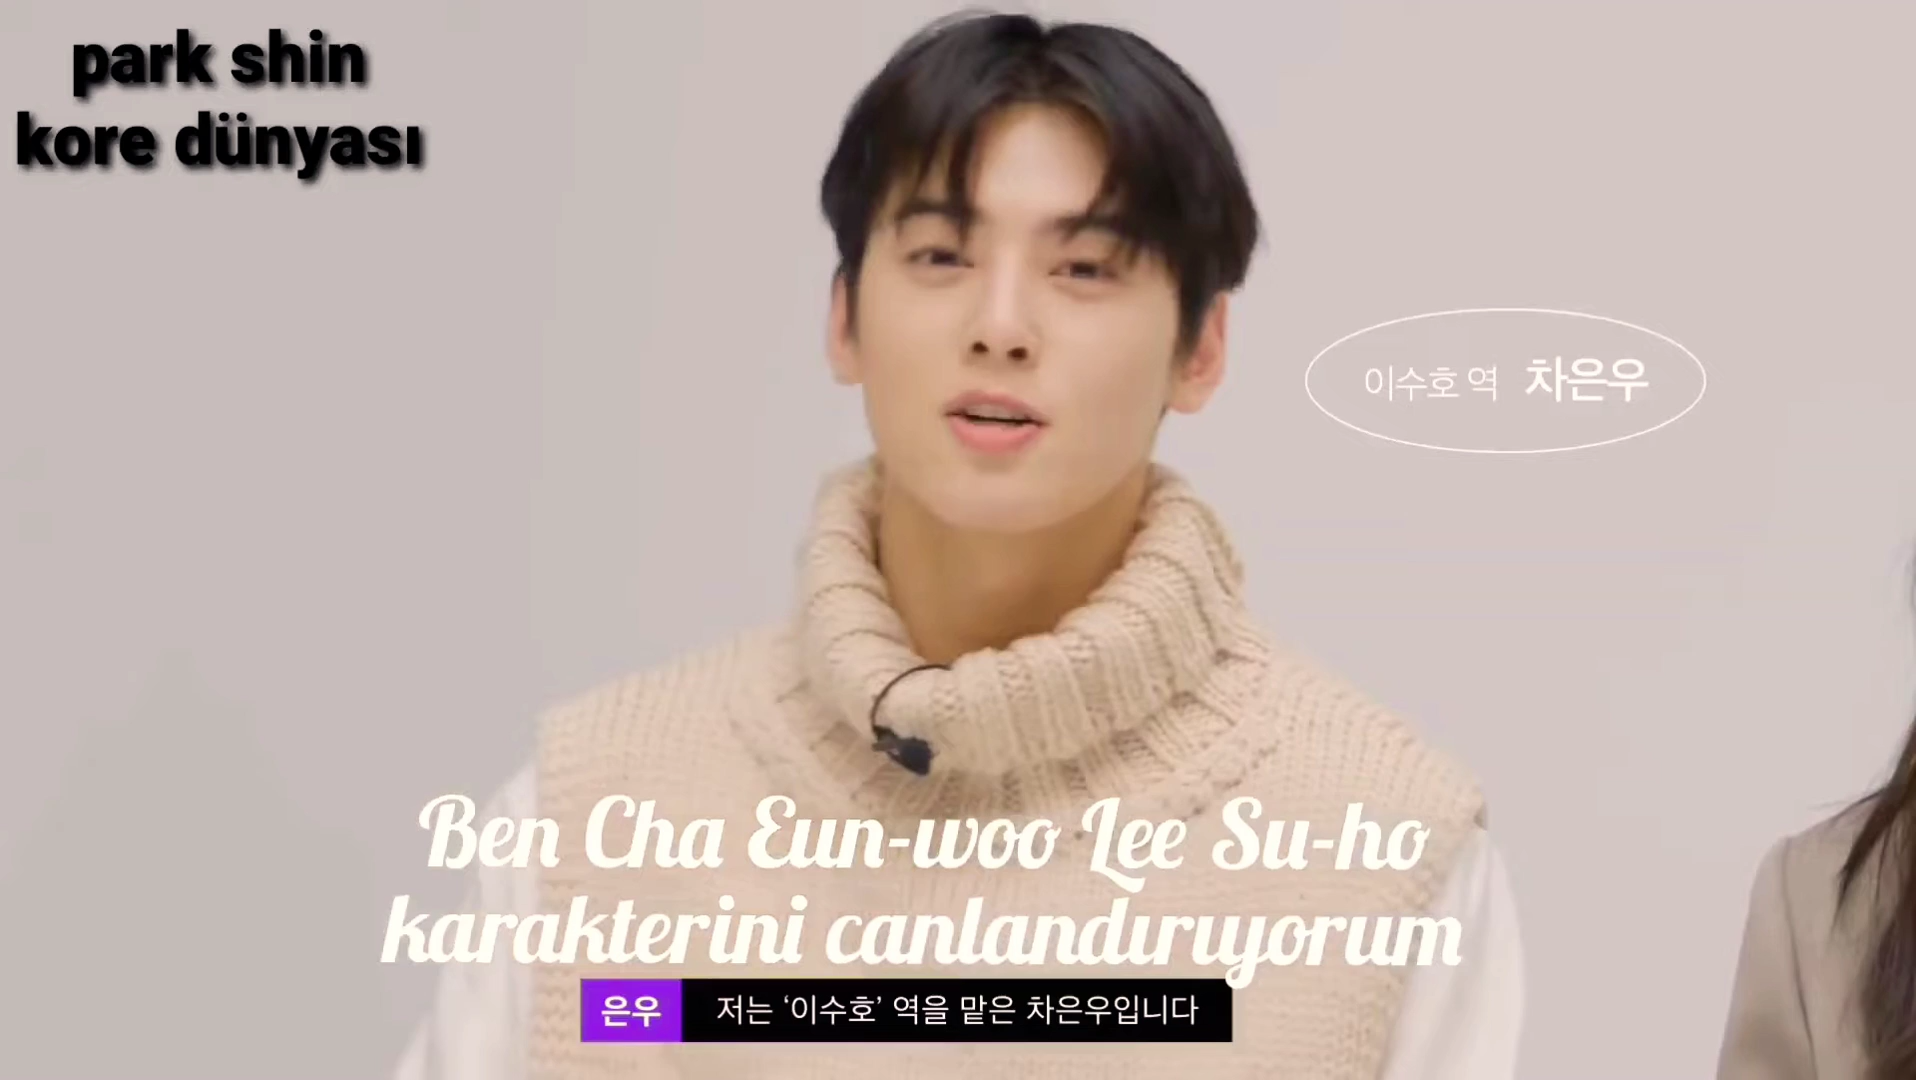 park shin
kore dünyası
이수호 역 차은우
Ben Cha Eun-woo Lee Su-ho
karakterini canlandırıyorum
은우 저는 ‘이수호’ 역을 맡은 차은우입니다